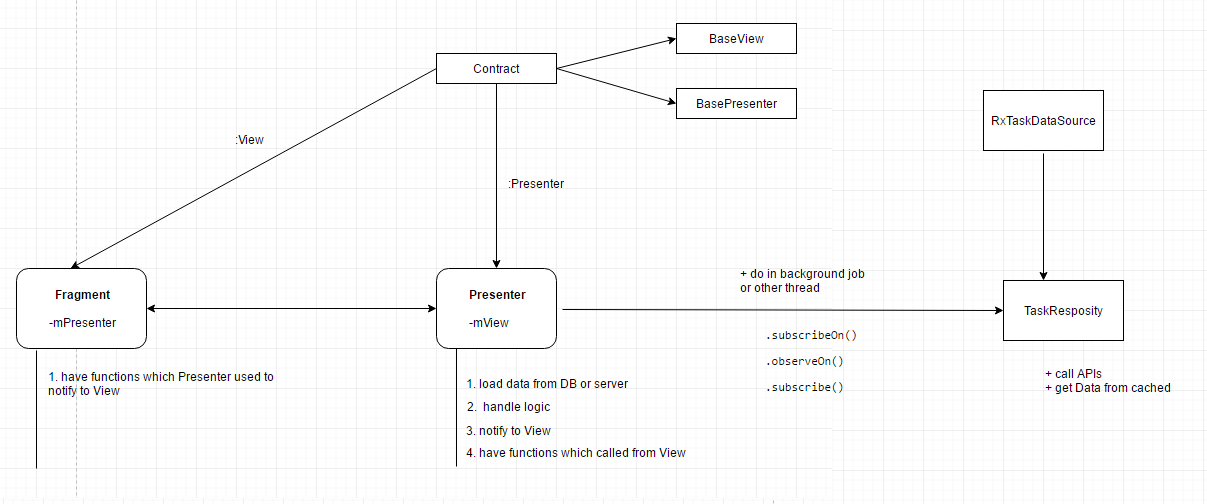 BaseView
Contract
BasePresenter
RxTaskDataSource
:View
:Presenter
Fragment
-mPresenter
Presenter
-mView
+ do in background job
or other thread
TaskResposity
.subscribeOn()
.observeOn()
.subscribe()
1. have functions which Presenter used to
notify to View
1. load data from DB or server
2. handle logic
3. notify to View
4. have functions which called from View
+ call APIs
+ get Data from cached